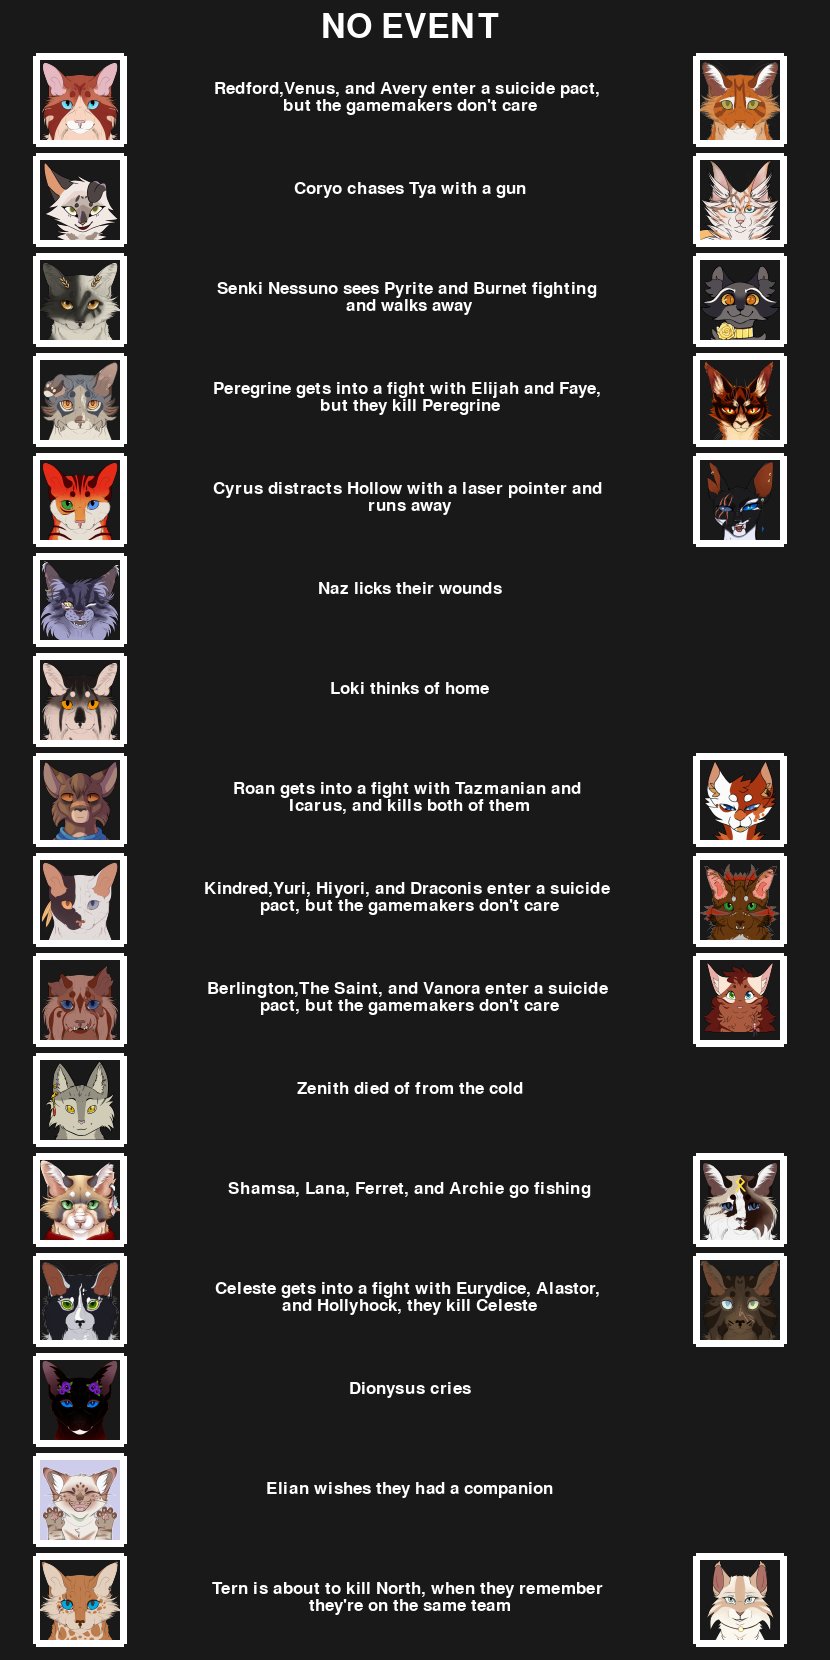 NO EVENT
Redford,Venus, and Avery enter a suicide pact,
but the gamemakers don't care
Coryo chases Tya with a gun
Senki Nessuno sees Pyrite and Burnet fighting
and walks away
Peregrine gets into a fight with Elijah and Faye,
but they kill Peregrine
Cyrus distracts Hollow with a laser pointer and
runs away
Naz licks their wounds
Loki thinks of home
Roan gets into a fight with Tazmanian and
Icarus, and kills both of them
Kindred,Yuri, Hiyori, and Draconis enter a suicide
pact, but the gamemakers don't care
Berlington,The Saint, and Vanora enter a suicide
pact, but the gamemakers don't care
Zenith died of from the cold
Shamsa, Lana, Ferret, and Archie go fishing
Celeste gets into a fight with Eurydice, Alastor,
and Hollyhock, they kill Celeste
Dionysus cries
Elian wishes they had a companion
Tern is about to kill North, when they remember
they're on the same team